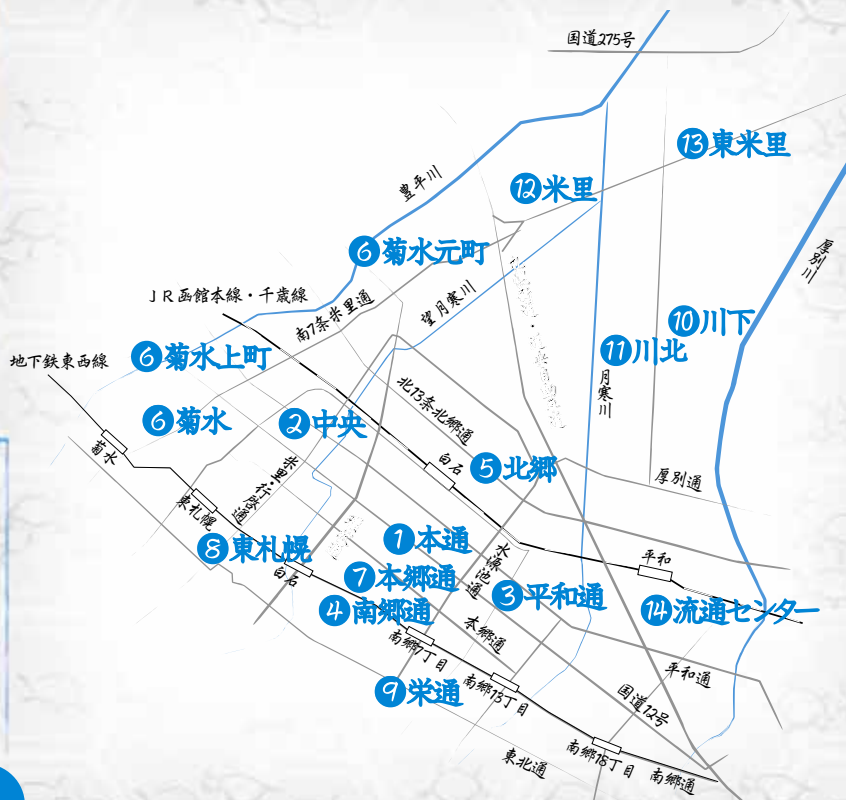 国道275号
⑬東米里
豊平川
⑫米里
厚別川
⑥菊水元町
JR函館本線・千歳線
南7条米里通
望月寒川
⑩川下
⑪川北
⑥菊水上町
地下鉄東西線
月寒川
北13条北郷通
⑥菊水
②中央
菊水
白石
⑤北郷
厚別通
米里・行啓通
東札幌
①本通
水源池通
平和
⑧東札幌
白石
⑦本郷通
③平和通
④南郷通
⑭流通センター
本郷通
南郷7丁目
平和通
⑨栄通
南郷13丁目
国道12号
東北通
南郷18丁目
南郷通